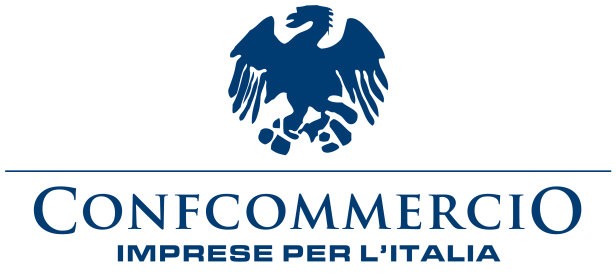 CONFCOMMERCIO
IMPRESE PER L'ITALIA